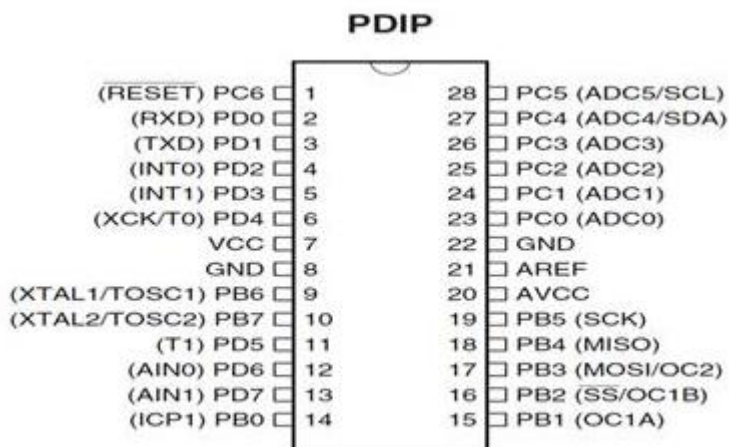 PDIP
(RESET) PC6 1 28 PC5 (ADC5/SCL)
(RXD) PD0 2 27 PC4 (ADC4/SDA)
(TXD) PD1 3 26 PC3 (ADC3)
(INT0) PD2 4 25 PC2 (ADC2)
(INT1) PD3 5 24 PC1 (ADC1)
(XCK/T0) PD4 6 23 PC0 (ADC0)
VCC 7 22 GND
GND 8 21 AREF
(XTAL1/TOSC1) PB6 9 20 AVCC
(XTAL2/TOSC2) PB7 10 19 PB5 (SCK)
(T1) PD5 11 18 PB4 (MISO)
(AIN0) PD6 12 17 PB3 (MOSI/OC2)
(AIN1) PD7 13 16 PB2 (SS/OC1B)
(ICP1) PB0 14 15 PB1 (OC1A)